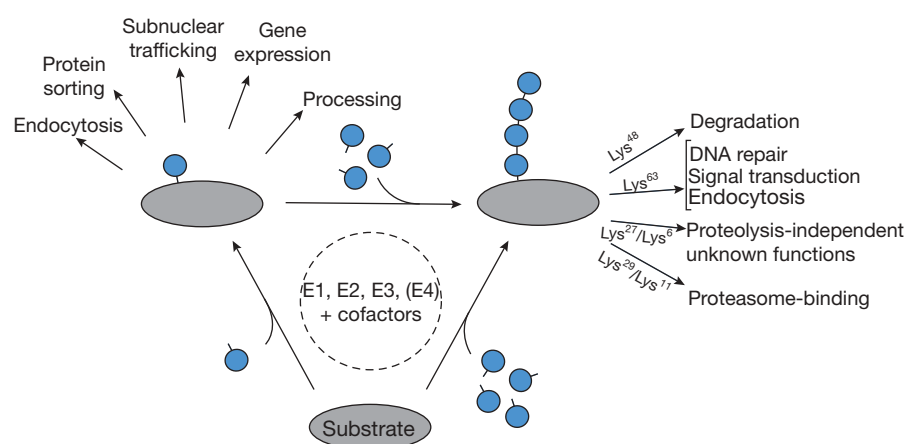 Subnuclear
trafficking
Gene
expression
Protein
sorting
Processing
Endocytosis
Lys⁴⁸
Degradation
Lys⁶³
DNA repair
Signal transduction
Endocytosis
Lys²⁷/Lys⁶
Proteolysis-independent
unknown functions
Lys²⁹/Lys¹¹
Proteasome-binding
E1, E2, E3, (E4)
+ cofactors
Substrate